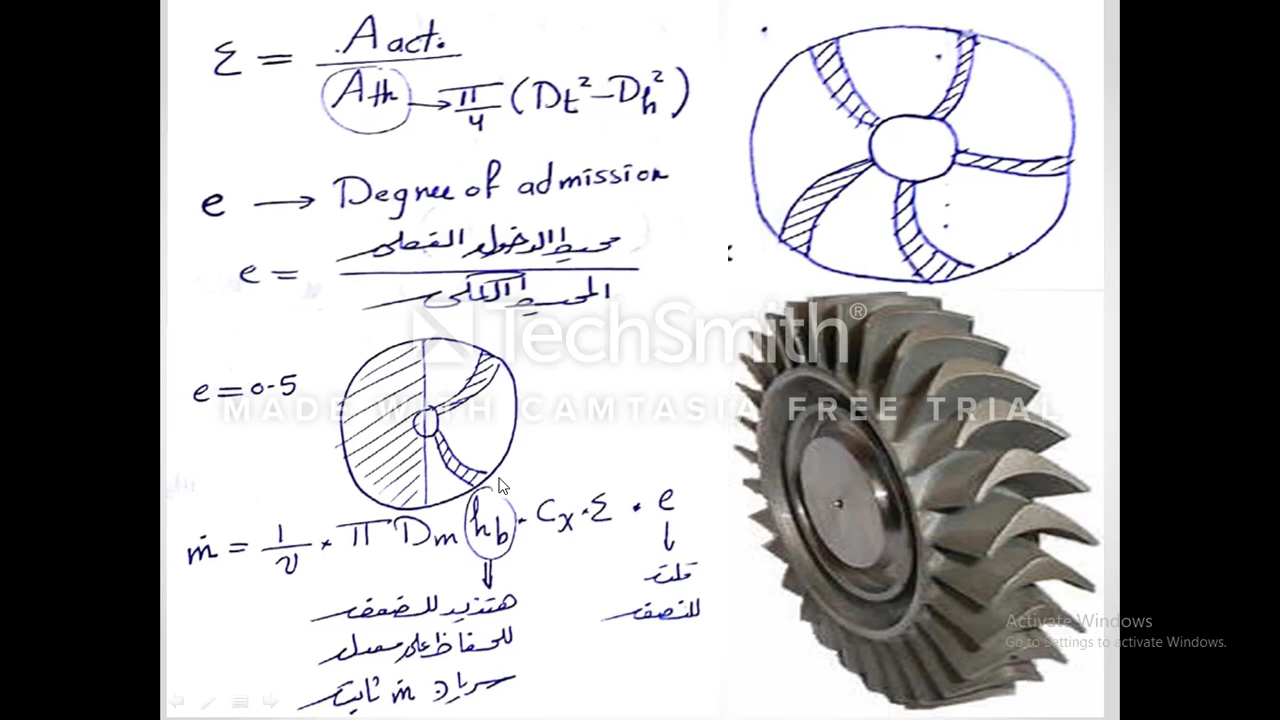 Σ = A act. / A th → π/4 (Dt² - Dh²)
e → Degree of admission
e = محيط الدخول الفعلى / المحيط الكلى
e = 0.5
ṁ = 1/v * π Dm hb * Cx * Σ * e
هتزيد للضعف
للحفاظ على معدل
سريان ṁ ثابت
قلت
للنصف
TechSmith®
MADE WITH CAMTASIA FREE TRIAL
Activate Windows
Go to Settings to activate Windows.